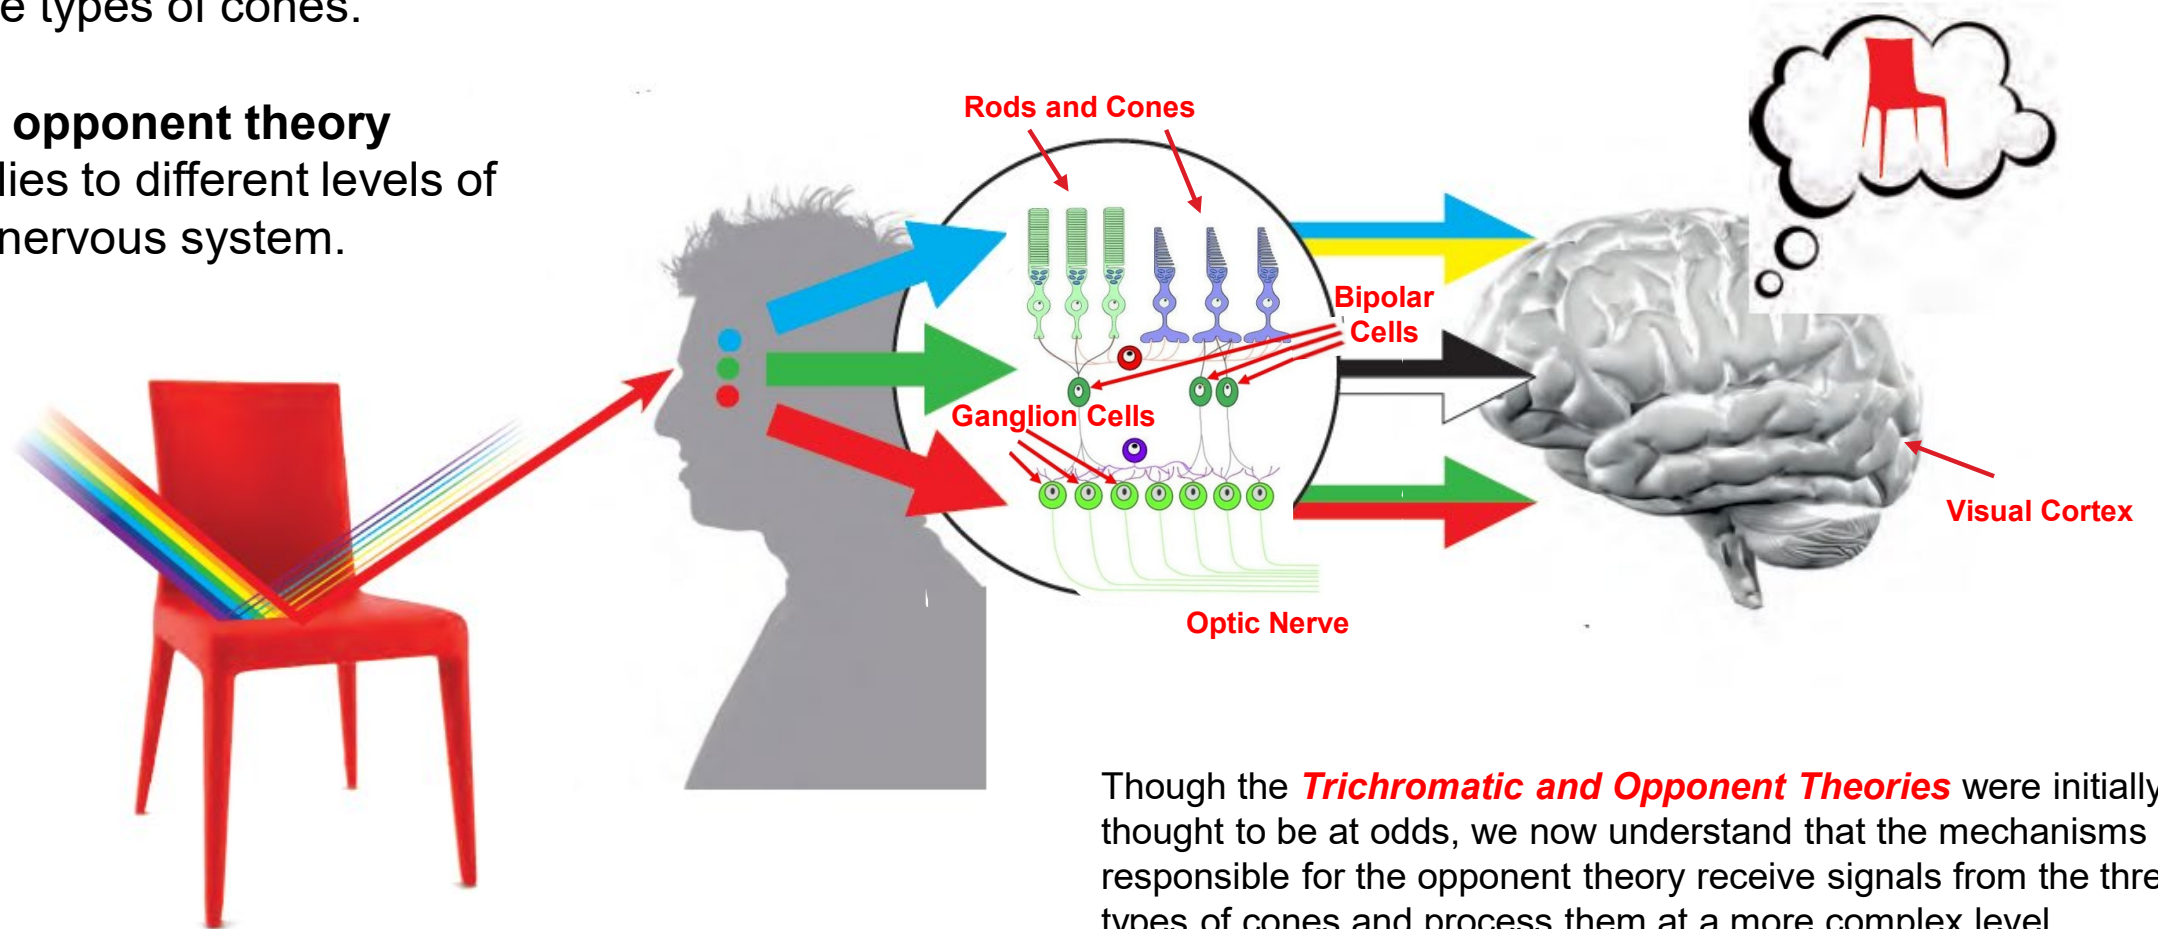 e types of cones.
opponent theory
lies to different levels of
nervous system.
Rods and Cones
Bipolar
Cells
Ganglion Cells
Visual Cortex
Optic Nerve
Though the Trichromatic and Opponent Theories were initially
thought to be at odds, we now understand that the mechanisms
responsible for the opponent theory receive signals from the thre
types of cones and process them at a more complex level